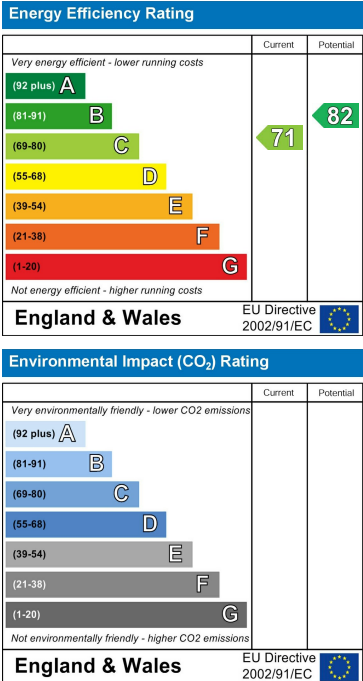 Energy Efficiency Rating
Current Potential
Very energy efficient - lower running costs
(92 plus) A
(81-91) B
(69-80) C
(55-68) D
(39-54) E
(21-38) F
(1-20) G
71
82
Not energy efficient - higher running costs
England & Wales
EU Directive
2002/91/EC
Environmental Impact (CO₂) Rating
Current Potential
Very environmentally friendly - lower CO2 emissions
(92 plus) A
(81-91) B
(69-80) C
(55-68) D
(39-54) E
(21-38) F
(1-20) G
Not environmentally friendly - higher CO2 emissions
England & Wales
EU Directive
2002/91/EC